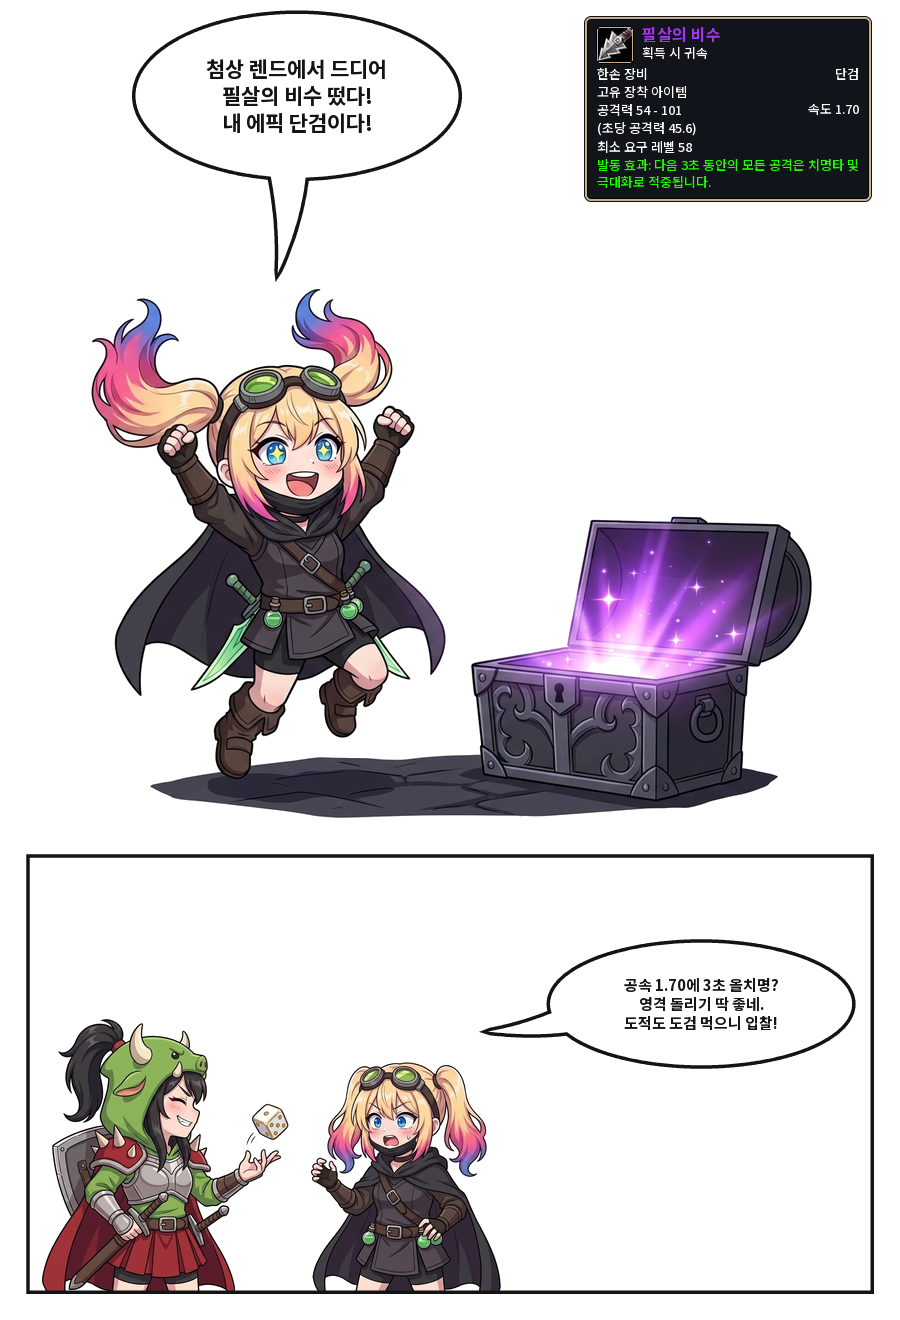 첨상 렌드에서 드디어
필살의 비수 떴다!
내 에픽 단검이다!
필살의 비수
획득 시 귀속
한손 장비 단검
고유 장착 아이템
공격력 54 - 101 속도 1.70
(초당 공격력 45.6)
최소 요구 레벨 58
발동 효과: 다음 3초 동안의 모든 공격은 치명타 및
극대화로 적중됩니다.
공속 1.70에 3초 올치명?
영격 돌리기 딱 좋네.
도적도 도검 먹으니 입찰!